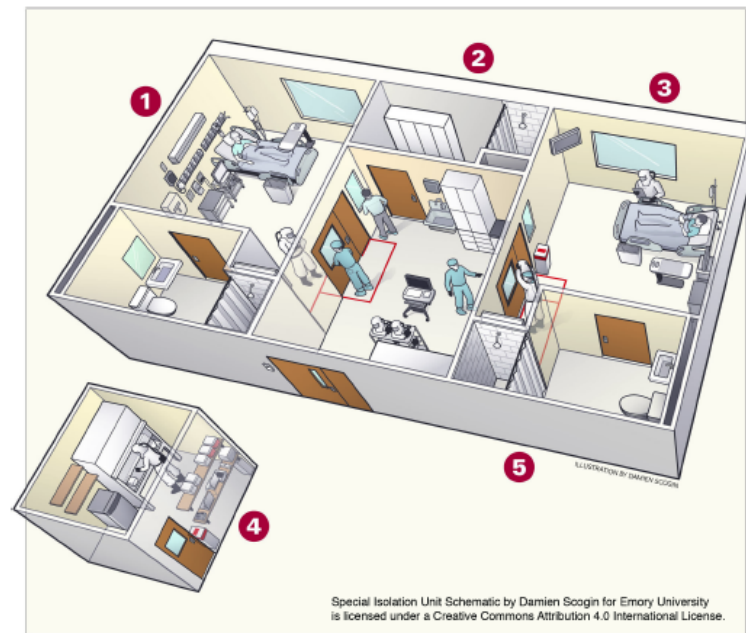 2
3
1
4
5
ILLUSTRATION BY DAMIEN SCOGIN
Special Isolation Unit Schematic by Damien Scogin for Emory University
is licensed under a Creative Commons Attribution 4.0 International License.